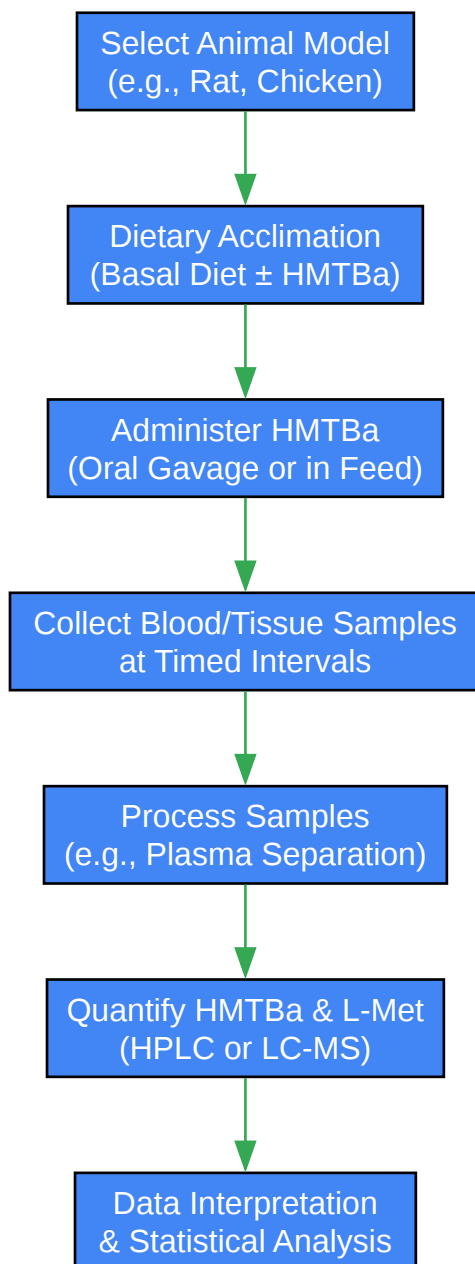 Select Animal Model
(e.g., Rat, Chicken)
Dietary Acclimation
(Basal Diet ± HMTBa)
Administer HMTBa
(Oral Gavage or in Feed)
Collect Blood/Tissue Samples
at Timed Intervals
Process Samples
(e.g., Plasma Separation)
Quantify HMTBa & L-Met
(HPLC or LC-MS)
Data Interpretation
& Statistical Analysis